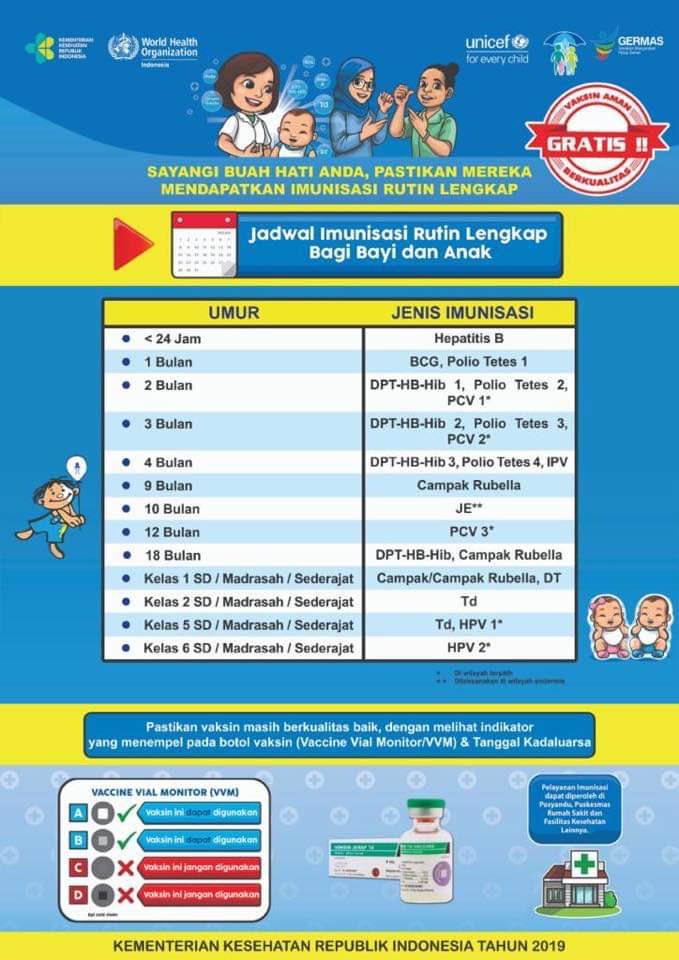 KEMENTERIAN
KESEHATAN
REPUBLIK
INDONESIA
World Health
Organization
Indonesia
unicef
for every child
GERMAS
VAKSIN AMAN
GRATIS !!
BERKUALITAS
SAYANGI BUAH HATI ANDA, PASTIKAN MEREKA
MENDAPATKAN IMUNISASI RUTIN LENGKAP
Jadwal Imunisasi Rutin Lengkap
Bagi Bayi dan Anak
UMUR JENIS IMUNISASI
• < 24 Jam Hepatitis B
• 1 Bulan BCG, Polio Tetes 1
• 2 Bulan DPT-HB-Hib 1, Polio Tetes 2,
PCV 1*
• 3 Bulan DPT-HB-Hib 2, Polio Tetes 3,
PCV 2*
• 4 Bulan DPT-HB-Hib 3, Polio Tetes 4, IPV
• 9 Bulan Campak Rubella
• 10 Bulan JE**
• 12 Bulan PCV 3*
• 18 Bulan DPT-HB-Hib, Campak Rubella
• Kelas 1 SD / Madrasah / Sederajat Campak/Campak Rubella, DT
• Kelas 2 SD / Madrasah / Sederajat Td
• Kelas 5 SD / Madrasah / Sederajat Td, HPV 1*
• Kelas 6 SD / Madrasah / Sederajat HPV 2*
* Di wilayah terpilih
** Dilaksanakan di wilayah endemis
Pastikan vaksin masih berkualitas baik, dengan melihat indikator
yang menempel pada botol vaksin (Vaccine Vial Monitor/VVM) & Tanggal Kadaluarsa
VACCINE VIAL MONITOR (VVM)
A Vaksin ini dapat digunakan
B Vaksin ini dapat digunakan
C Vaksin ini jangan digunakan
D Vaksin ini jangan digunakan
VAKSIN JERAP Td
Pelayanan Imunisasi
dapat diperoleh di
Posyandu, Puskesmas
Rumah Sakit dan
Fasilitas Kesehatan
Lainnya.
KEMENTERIAN KESEHATAN REPUBLIK INDONESIA TAHUN 2019